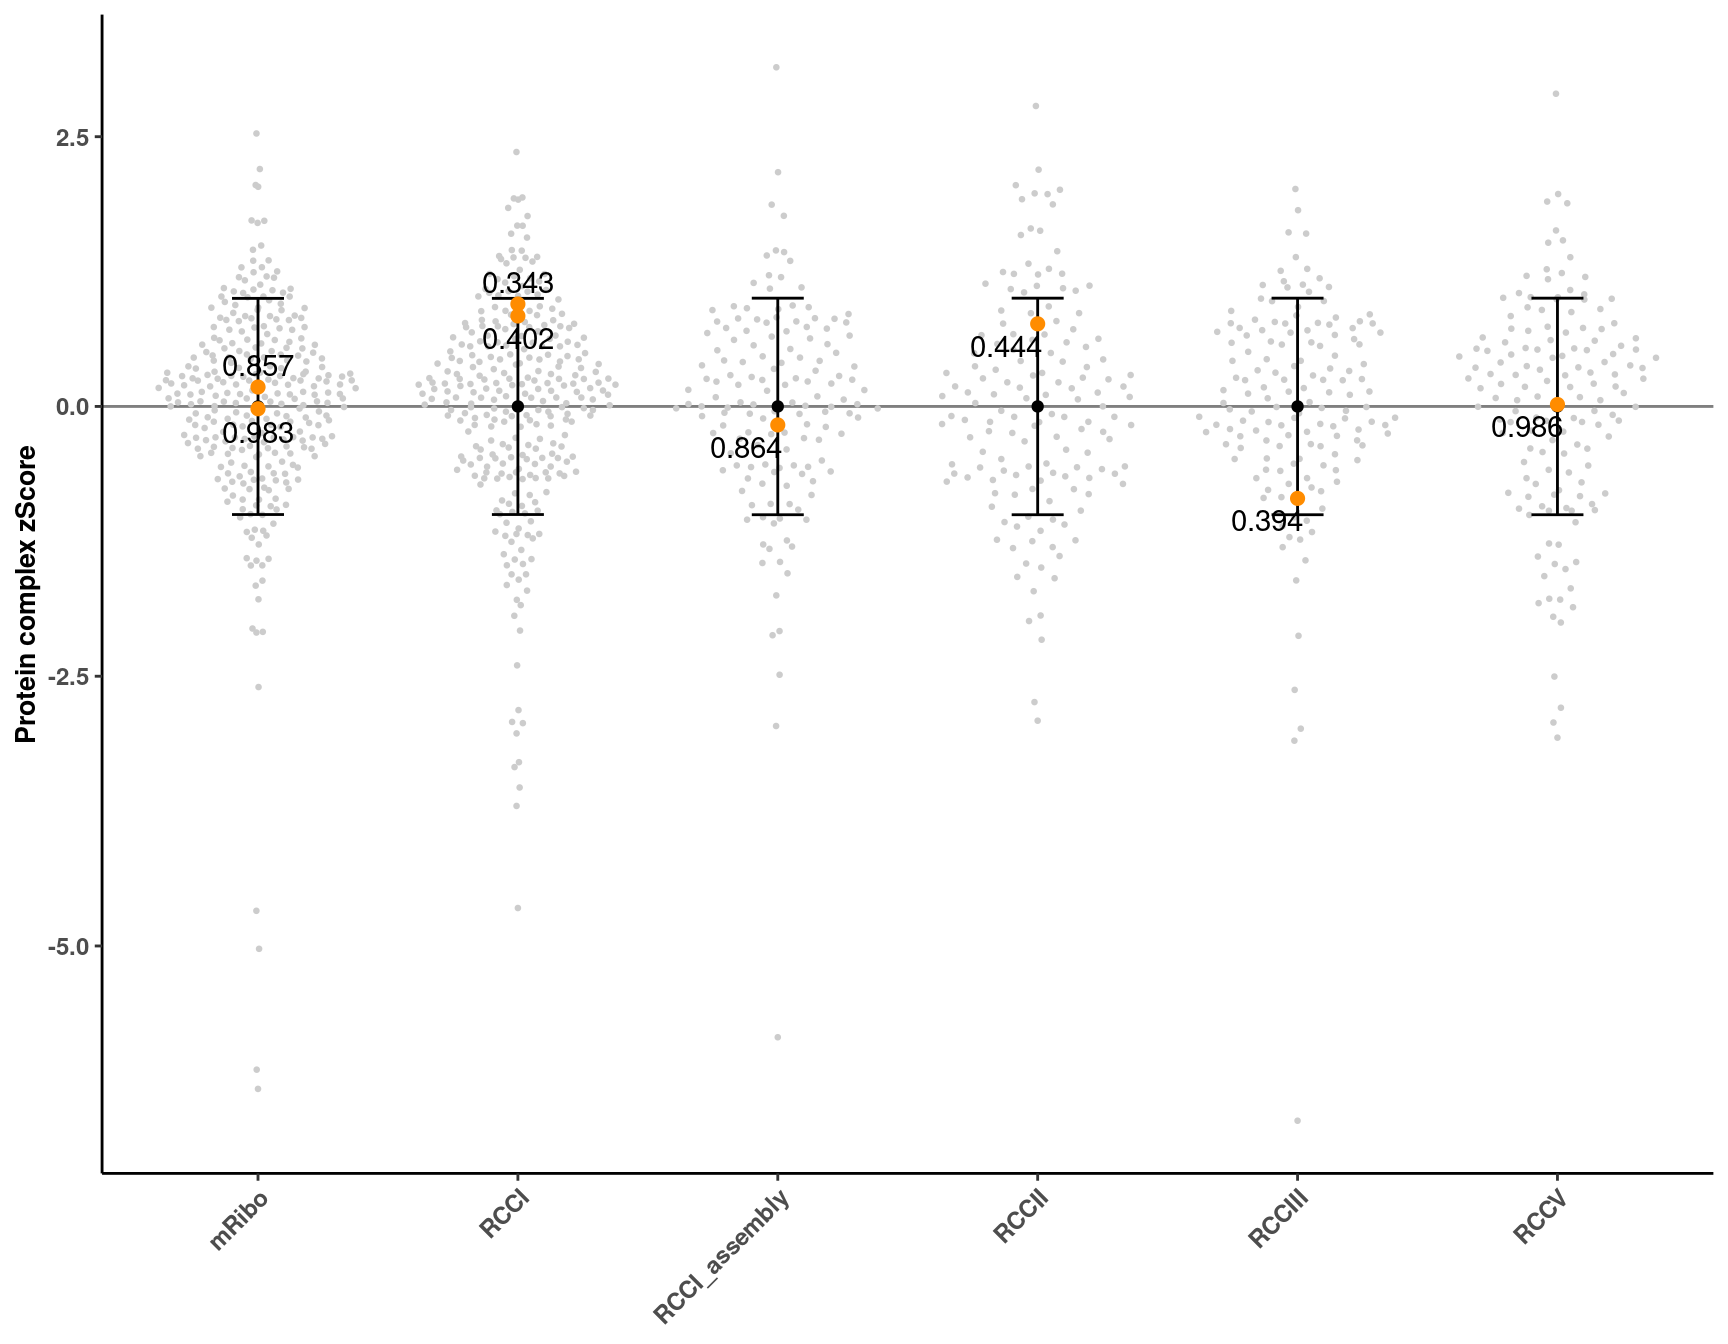 Protein complex zScore
2.5
0.0
-2.5
-5.0
0.857
0.983
0.343
0.402
0.864
0.444
0.394
0.986
mRibo
RCCI
RCCI_assembly
RCCII
RCCIII
RCCV